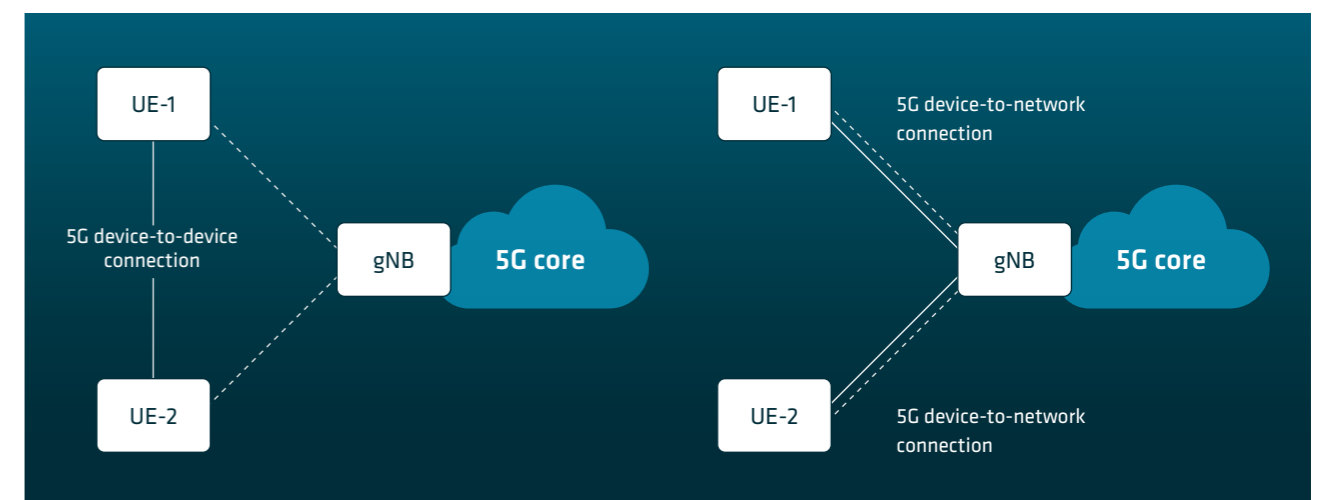 UE-1
5G device-to-device
connection
UE-2
gNB
5G core
UE-1
5G device-to-network
connection
gNB
5G core
UE-2
5G device-to-network
connection